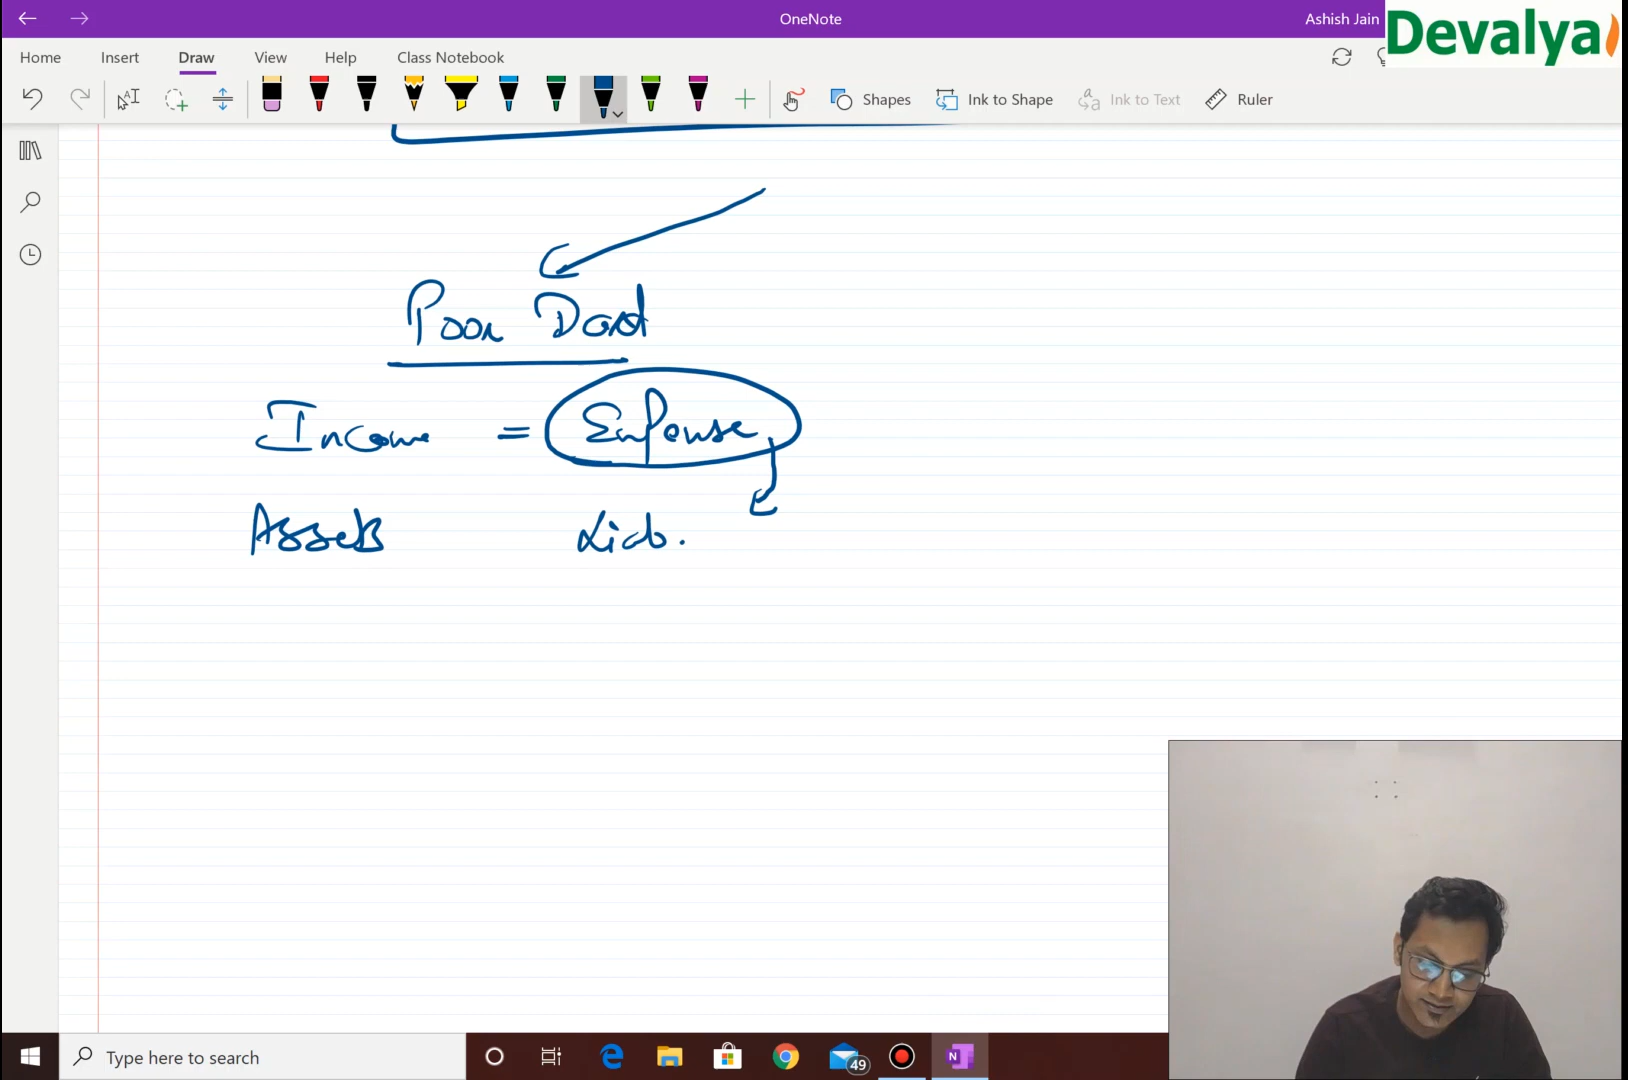 OneNote
Ashish Jain
Devalya
Home Insert Draw View Help Class Notebook
Shapes Ink to Shape Ink to Text Ruler
Poor Dad
Income = Expense
Assets Liab.
Type here to search
49